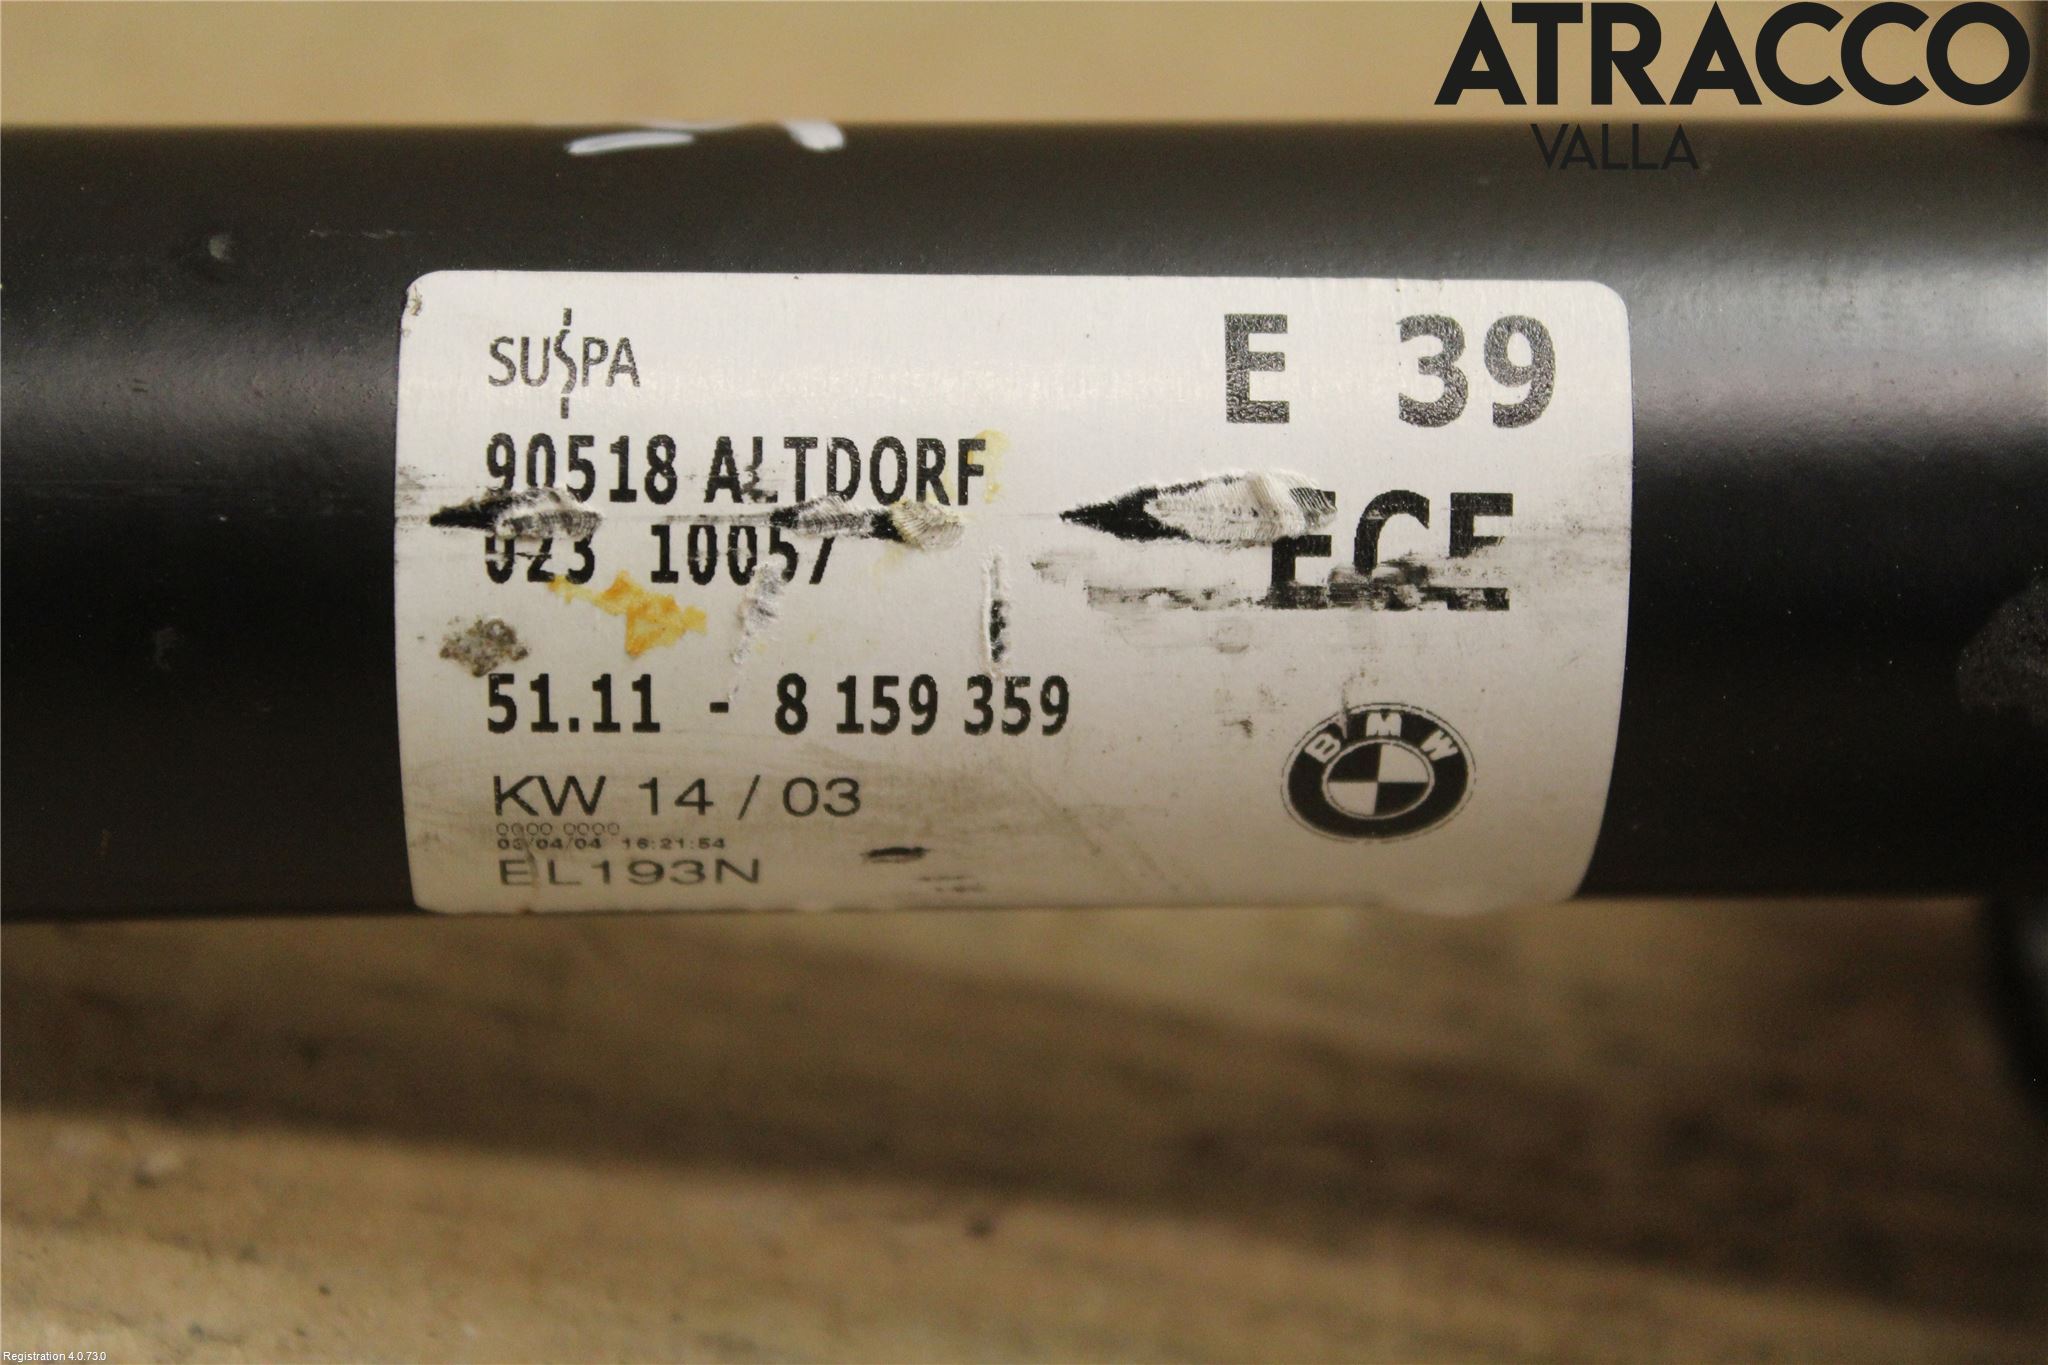 ATRACCO
VALLA
SUSPA
E 39
90518 ALTDORF
ECE
023 10057
51.11 - 8 159 359
BMW
KW 14 / 03
0000 0000
03/04/04 16:21:54
EL193N
Registration 4.0.73.0